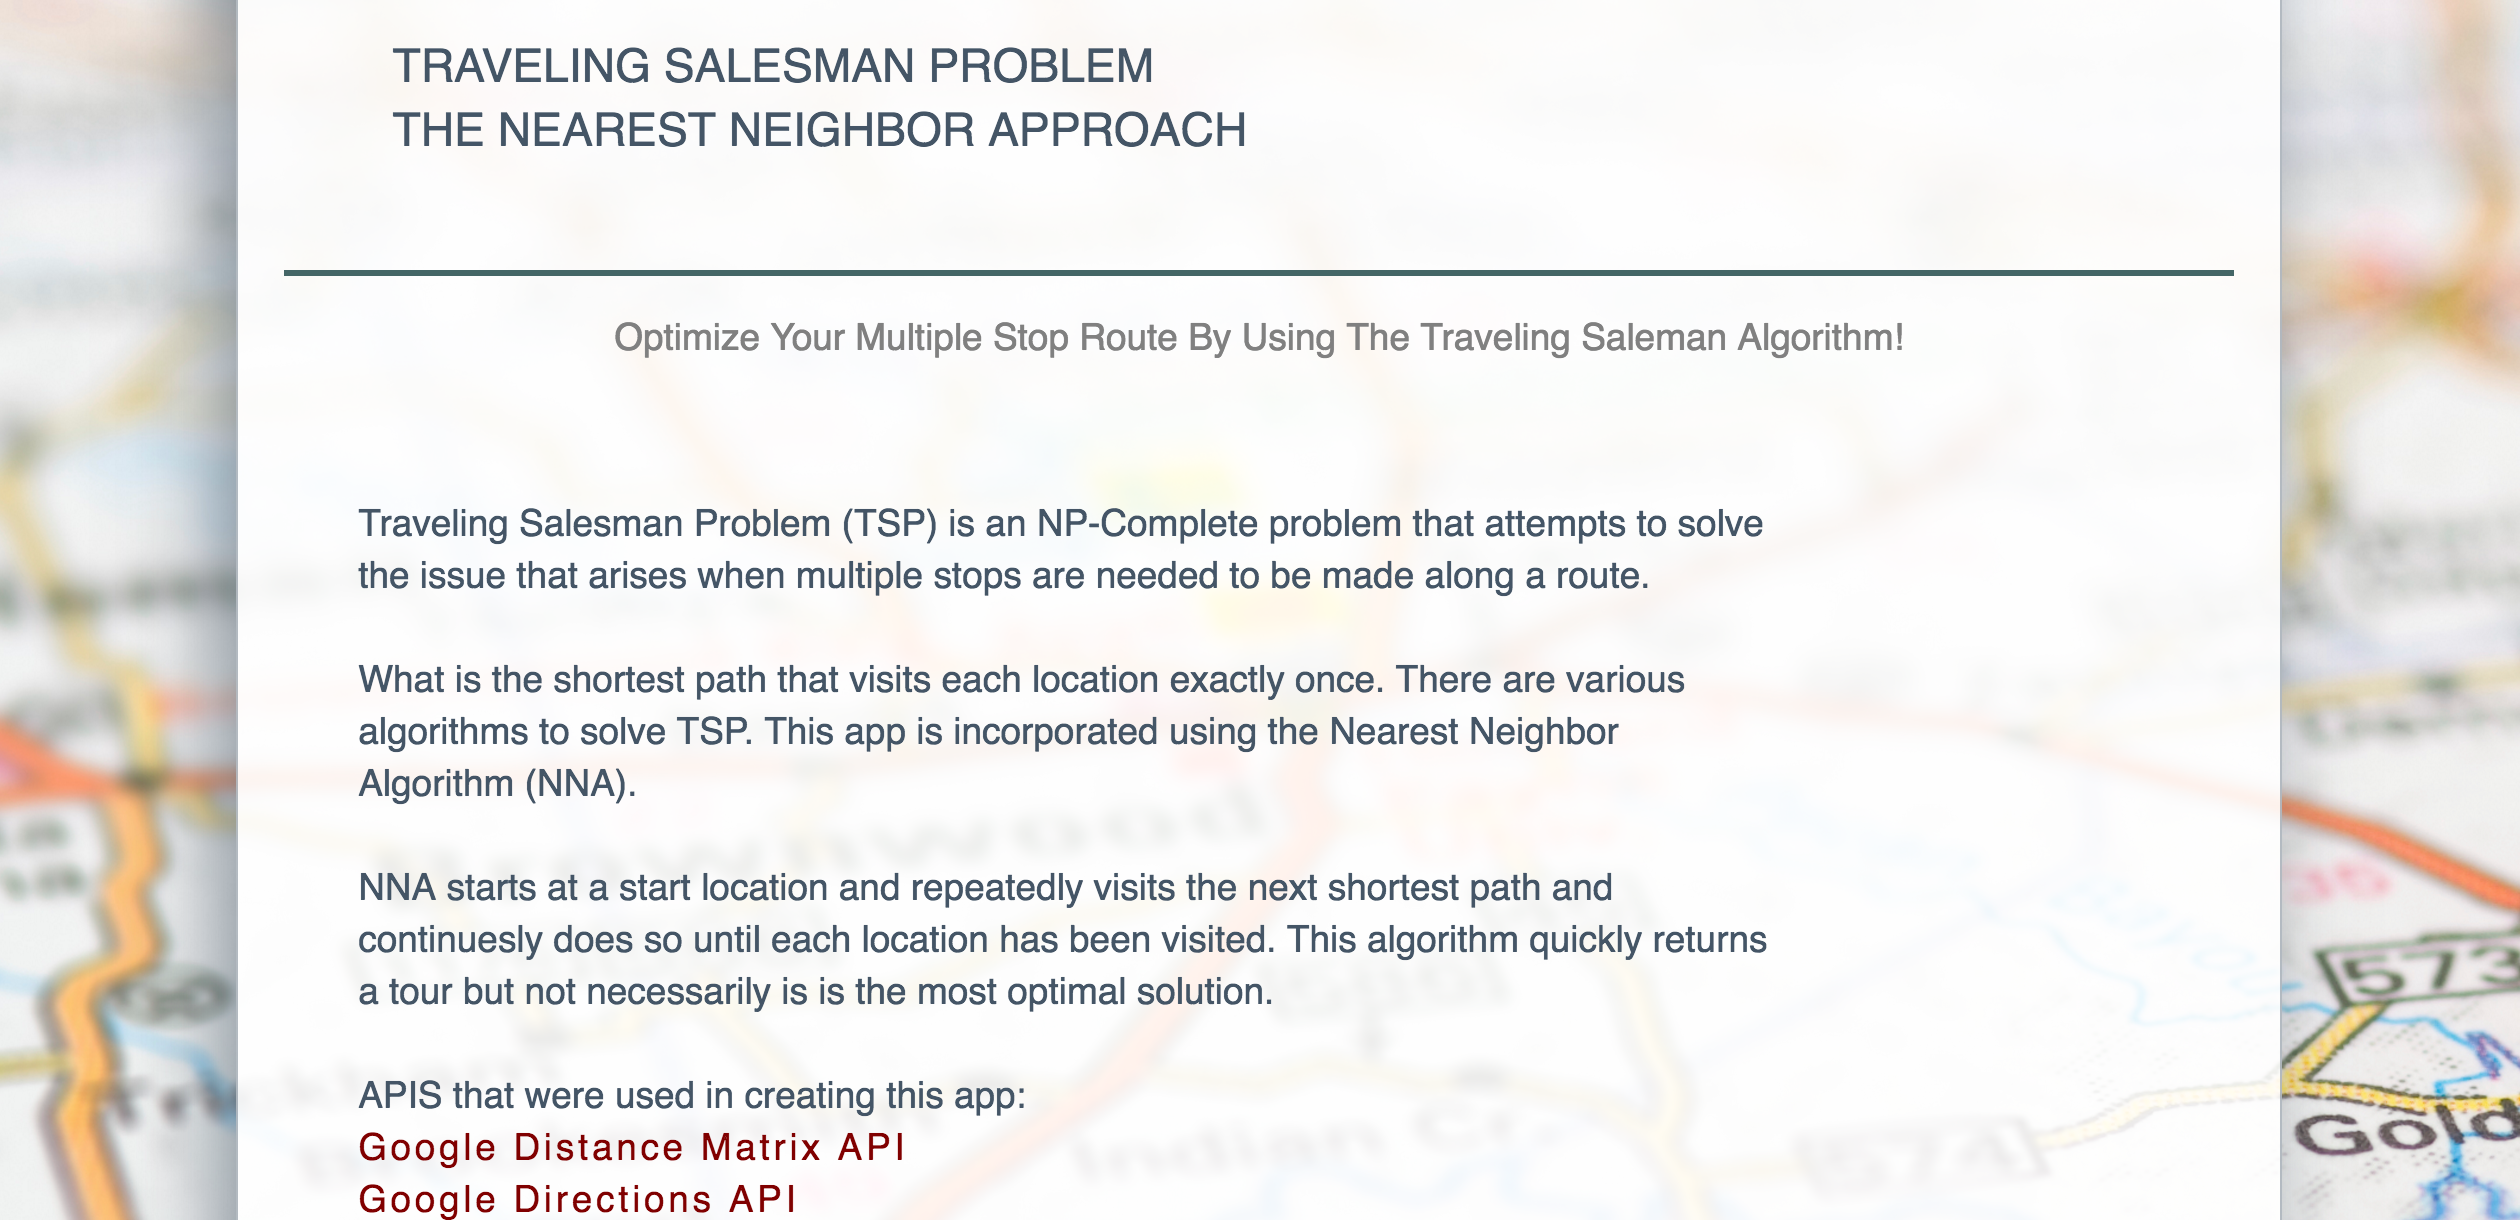 TRAVELING SALESMAN PROBLEM
THE NEAREST NEIGHBOR APPROACH
Optimize Your Multiple Stop Route By Using The Traveling Saleman Algorithm!
Traveling Salesman Problem (TSP) is an NP-Complete problem that attempts to solve
the issue that arises when multiple stops are needed to be made along a route.
What is the shortest path that visits each location exactly once. There are various
algorithms to solve TSP. This app is incorporated using the Nearest Neighbor
Algorithm (NNA).
NNA starts at a start location and repeatedly visits the next shortest path and
continuesly does so until each location has been visited. This algorithm quickly returns
a tour but not necessarily is is the most optimal solution.
573
APIS that were used in creating this app:
Gold
Google Distance Matrix API
574
Google Directions API